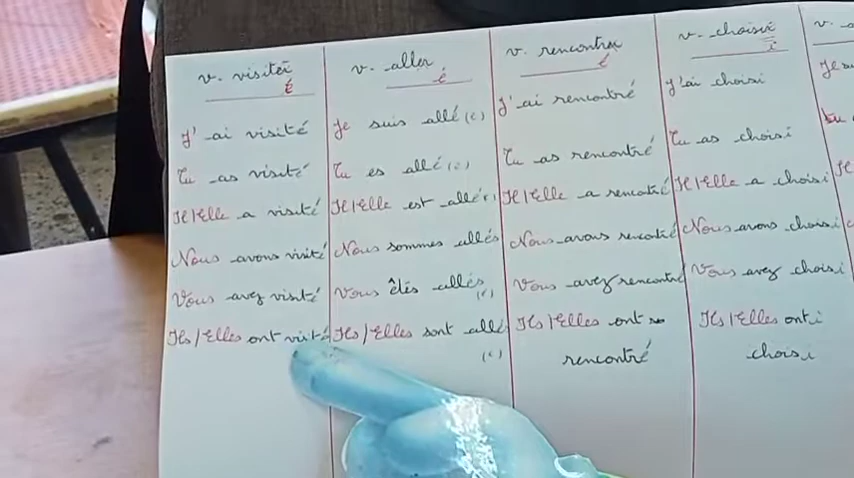 v. visiter
é
J' ai visité
Tu as visité
Il/Elle a visité
Nous avons visité
Vous avez visité
Ils/Elles ont visité
v. aller
é
Je suis allé(e)
Tu es allé(e)
Il/Elle est allé(e)
Nous sommes allés
Vous êtes allés
(e)
Ils/Elles sont allé
(e)
v. rencontrer
é
J'ai rencontré
Tu as rencontré
Il/Elle a rencontré
Nous avons rencontré
Vous avez rencontré
Ils/Elles ont
rencontré
v. choisir
i
J'ai choisi
Tu as choisi
Il/Elle a choisi
Nous avons choisi
Vous avez choisi
Ils/Elles ont
choisi
v.